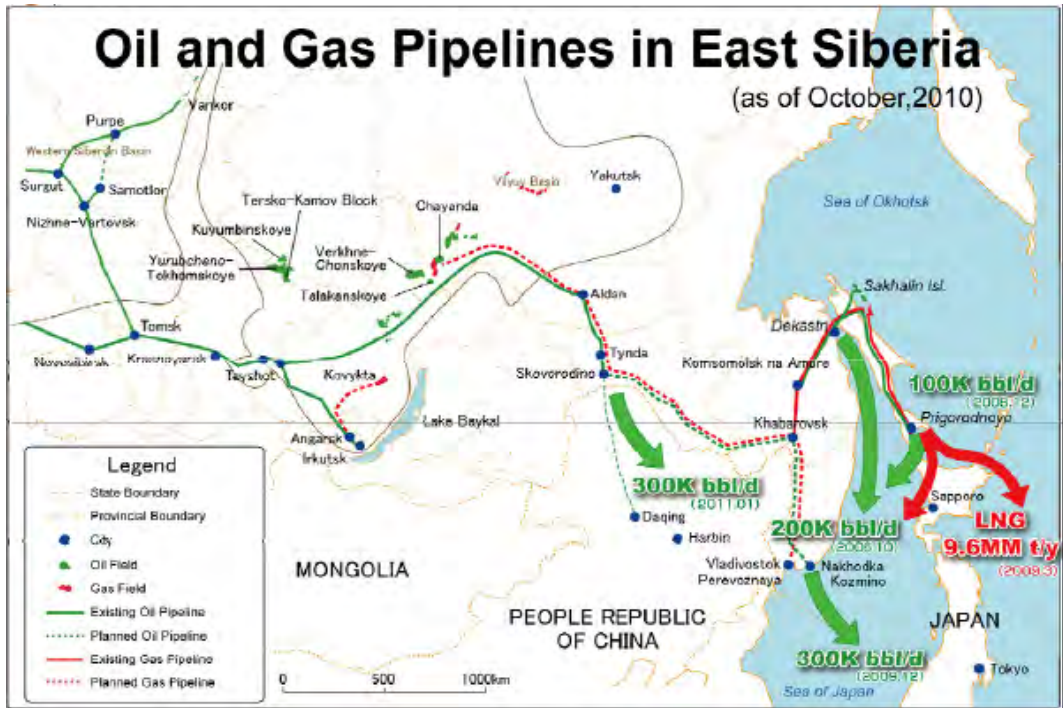 Oil and Gas Pipelines in East Siberia
(as of October,2010)
Vankor
Purpe
Western Siberian Basin
Surgut
Samotlor
Nizhne-Vartovsk
Tersko-Kamov Block
Kuyumbinskoye
Yurubcheno-
Tokhomskoye
Chayanda
Verkhne-
Chonskoye
Talakanskoye
Vilyuy Basin
Yakutsk
Sea of Okhotsk
Sakhalin Isl.
Aldan
Dekastri
Tomsk
Novosibirsk
Krasnoyarsk
Tayshet
Kovykta
Tynda
Skovorodino
Komsomolsk na Amure
100K bbl/d
Prigorodnoye
Khabarovsk
Lake Baykal
Angarsk
Irkutsk
300K bbl/d
(2011.01)
Daqing
Harbin
200K bbl/d
Sapporo
LNG
9.6MM t/y
(2009.3)
Vladivostok
Perevoznaya
Nakhodka
Kozmino
MONGOLIA
PEOPLE REPUBLIC
OF CHINA
JAPAN
300K bbl/d
(2009.12)
Sea of Japan
Tokyo
Legend
State Boundary
Provincial Boundary
City
Oil Field
Gas Field
Existing Oil Pipeline
Planned Oil Pipeline
Existing Gas Pipeline
Planned Gas Pipeline
0 500 1000km